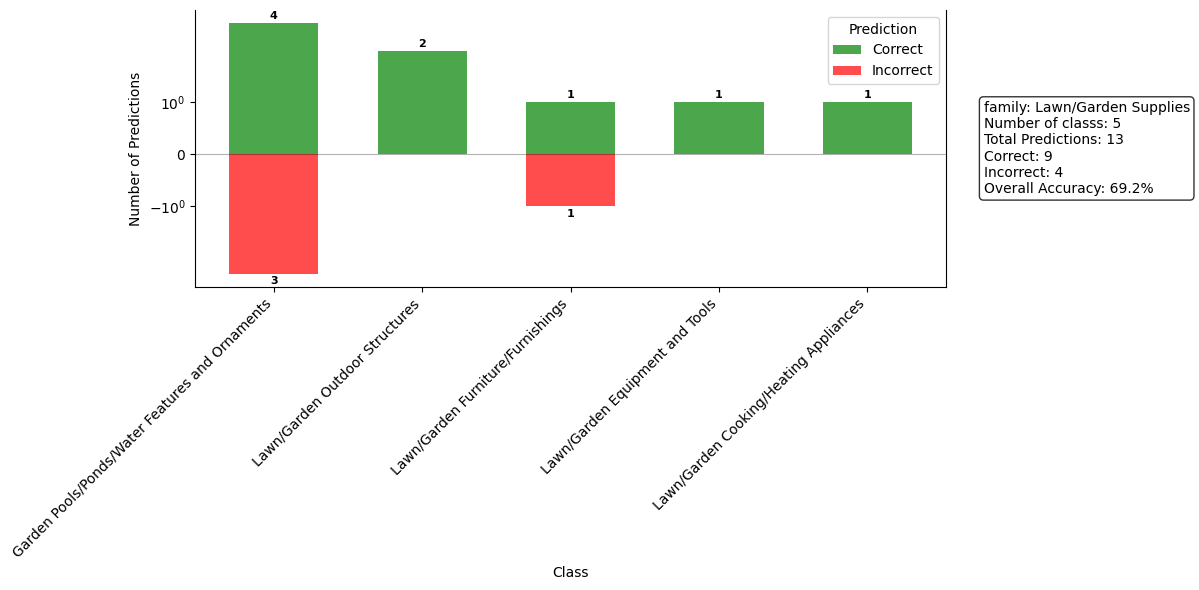 4
2
1
1
1
3
1
Number of Predictions
10⁰
0
−10⁰
Prediction
Correct
Incorrect
family: Lawn/Garden Supplies
Number of classs: 5
Total Predictions: 13
Correct: 9
Incorrect: 4
Overall Accuracy: 69.2%
Garden Pools/Ponds/Water Features and Ornaments
Lawn/Garden Outdoor Structures
Lawn/Garden Furniture/Furnishings
Lawn/Garden Equipment and Tools
Lawn/Garden Cooking/Heating Appliances
Class